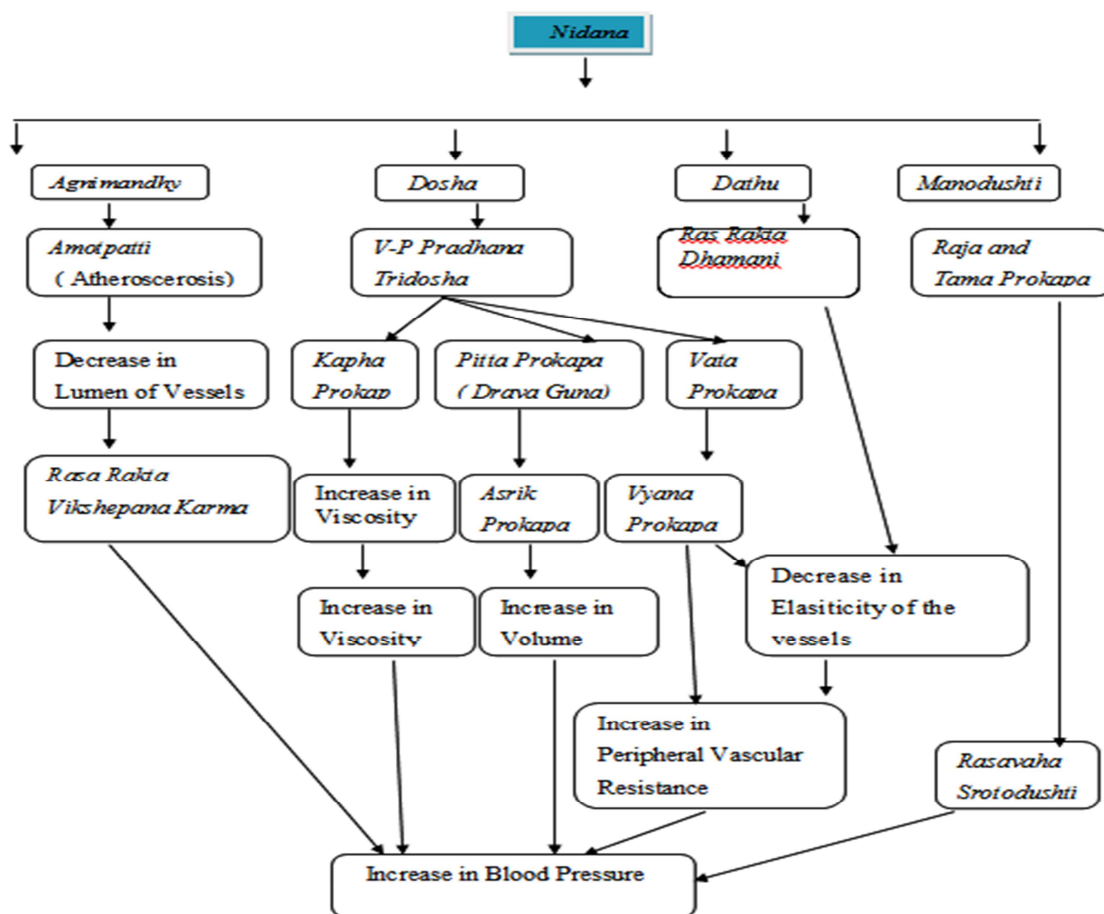 Nidana
Agnimandhy
Dosha
Dathu
Manodushti
Amotpatti
( Atheroscerosis)
V-P Pradhana
Tridosha
Ras Rakta
Dhamani
Raja and
Tama Prokapa
Decrease in
Lumen of Vessels
Kapha
Prokap
Pitta Prokapa
( Drava Guna)
Vata
Prokapa
Rasa Rakta
Vikshepana Karma
Increase in
Viscosity
Asrik
Prokapa
Vyana
Prokapa
Decrease in
Elasiticity of the
vessels
Increase in
Viscosity
Increase in
Volume
Increase in
Peripheral Vascular
Resistance
Rasavaha
Srotodushti
Increase in Blood Pressure